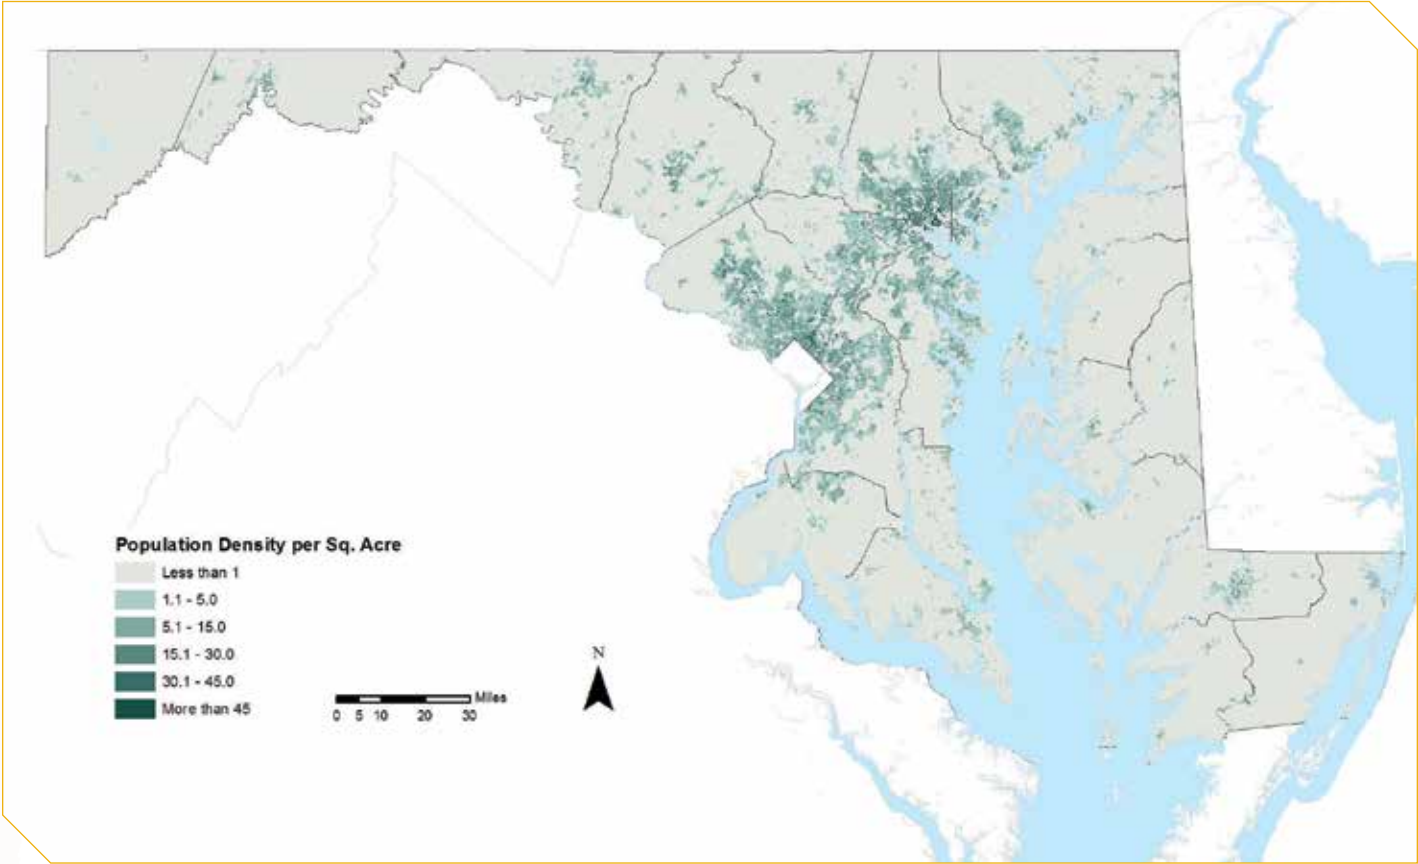 Population Density per Sq. Acre
Less than 1
1.1 - 5.0
5.1 - 15.0
15.1 - 30.0
30.1 - 45.0
More than 45
N
Miles
0 5 10 20 30